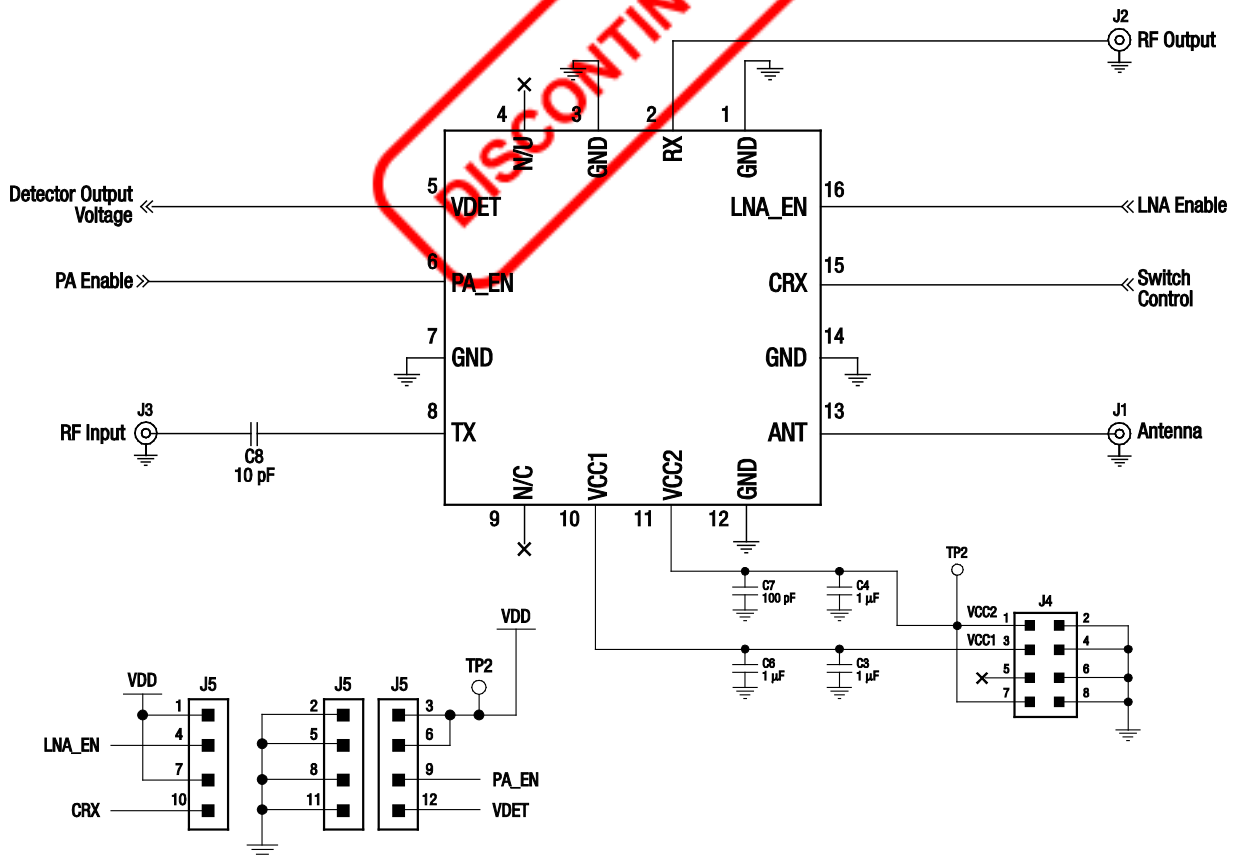 J2
RF Output
DISCONTIN
4
3
2
1
N/U
GND
RX
GND
Detector Output
Voltage
5
VDET
16
LNA_EN
LNA Enable
PA Enable
6
PA_EN
15
CRX
Switch
Control
7
GND
14
GND
J3
RF Input
C8
10 pF
8
TX
13
ANT
J1
Antenna
N/C
VCC1
VCC2
GND
9
10
11
12
TP2
C7
100 pF
C4
1 µF
VCC2
1
J4
2
VCC1
3
4
C6
1 µF
C3
1 µF
5
6
7
8
VDD
VDD
TP2
J5
J5
J5
1
2
3
LNA_EN
4
5
6
7
8
9
PA_EN
CRX
10
11
12
VDET